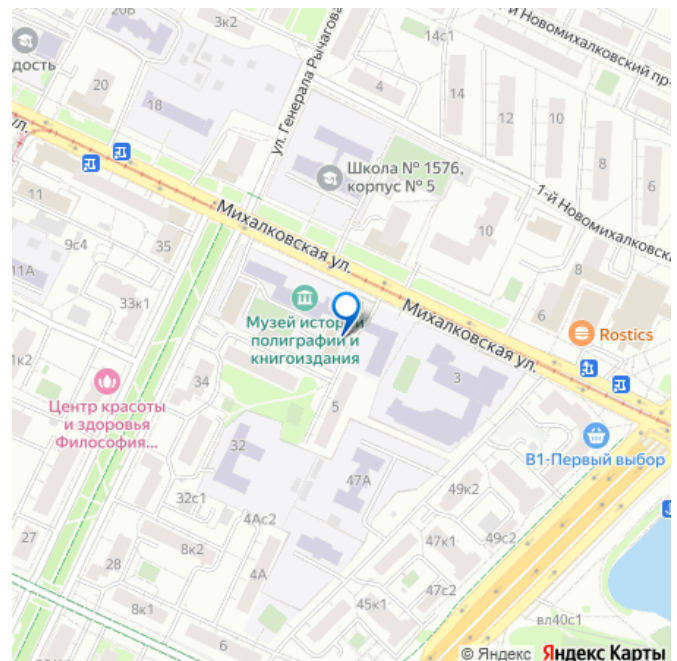 20В
3к2
14с1
1-й Новомихалковский пр-
дость
20
ул. Генерала Рычагова
4
14
18
12
10
ул.
Школа № 1576,
корпус № 5
8
6
11
1-й Новомихалковск
Михалковская ул.
10
9с4
35
8
11А
33к1
6
Музей истории
полиграфии и
книгоиздания
Михалковская ул.
Rostics
1к2
34
3
Центр красоты
и здоровья
Философия...
5
32
В1-Первый выбор
47А
49к2
32с1
4Ас2
27
8к2
47к1
49с2
28
4А
47с2
8к1
45к1
вл40с1
6
© Яндекс Яндекс Карты